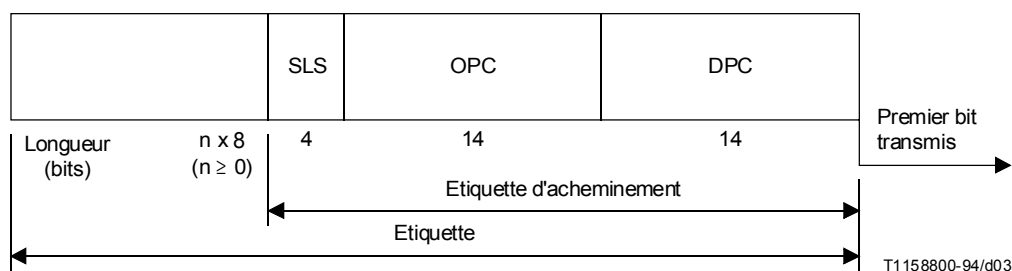 SLS OPC DPC
Premier bit
transmis
Longueur
(bits)
n x 8
(n ≥ 0)
4 14 14
Etiquette d'acheminement
Etiquette
T1158800-94/d03